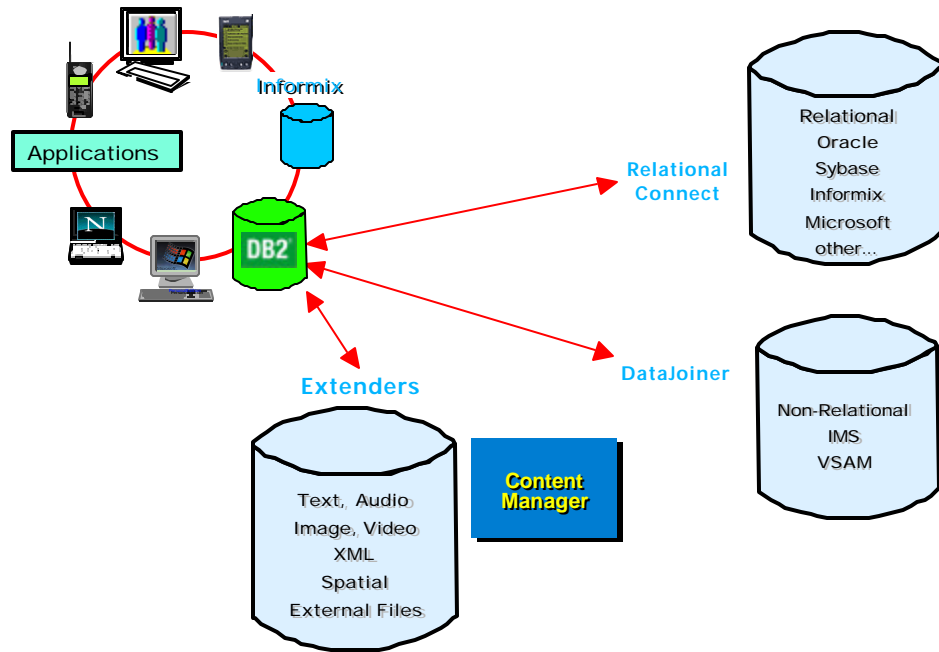 Informix
Applications
N
DB2
Relational
Connect
Relational
Oracle
Sybase
Informix
Microsoft
other...
DataJoiner
Non-Relational
IMS
VSAM
Extenders
Text, Audio
Image, Video
XML
Spatial
External Files
Content
Manager